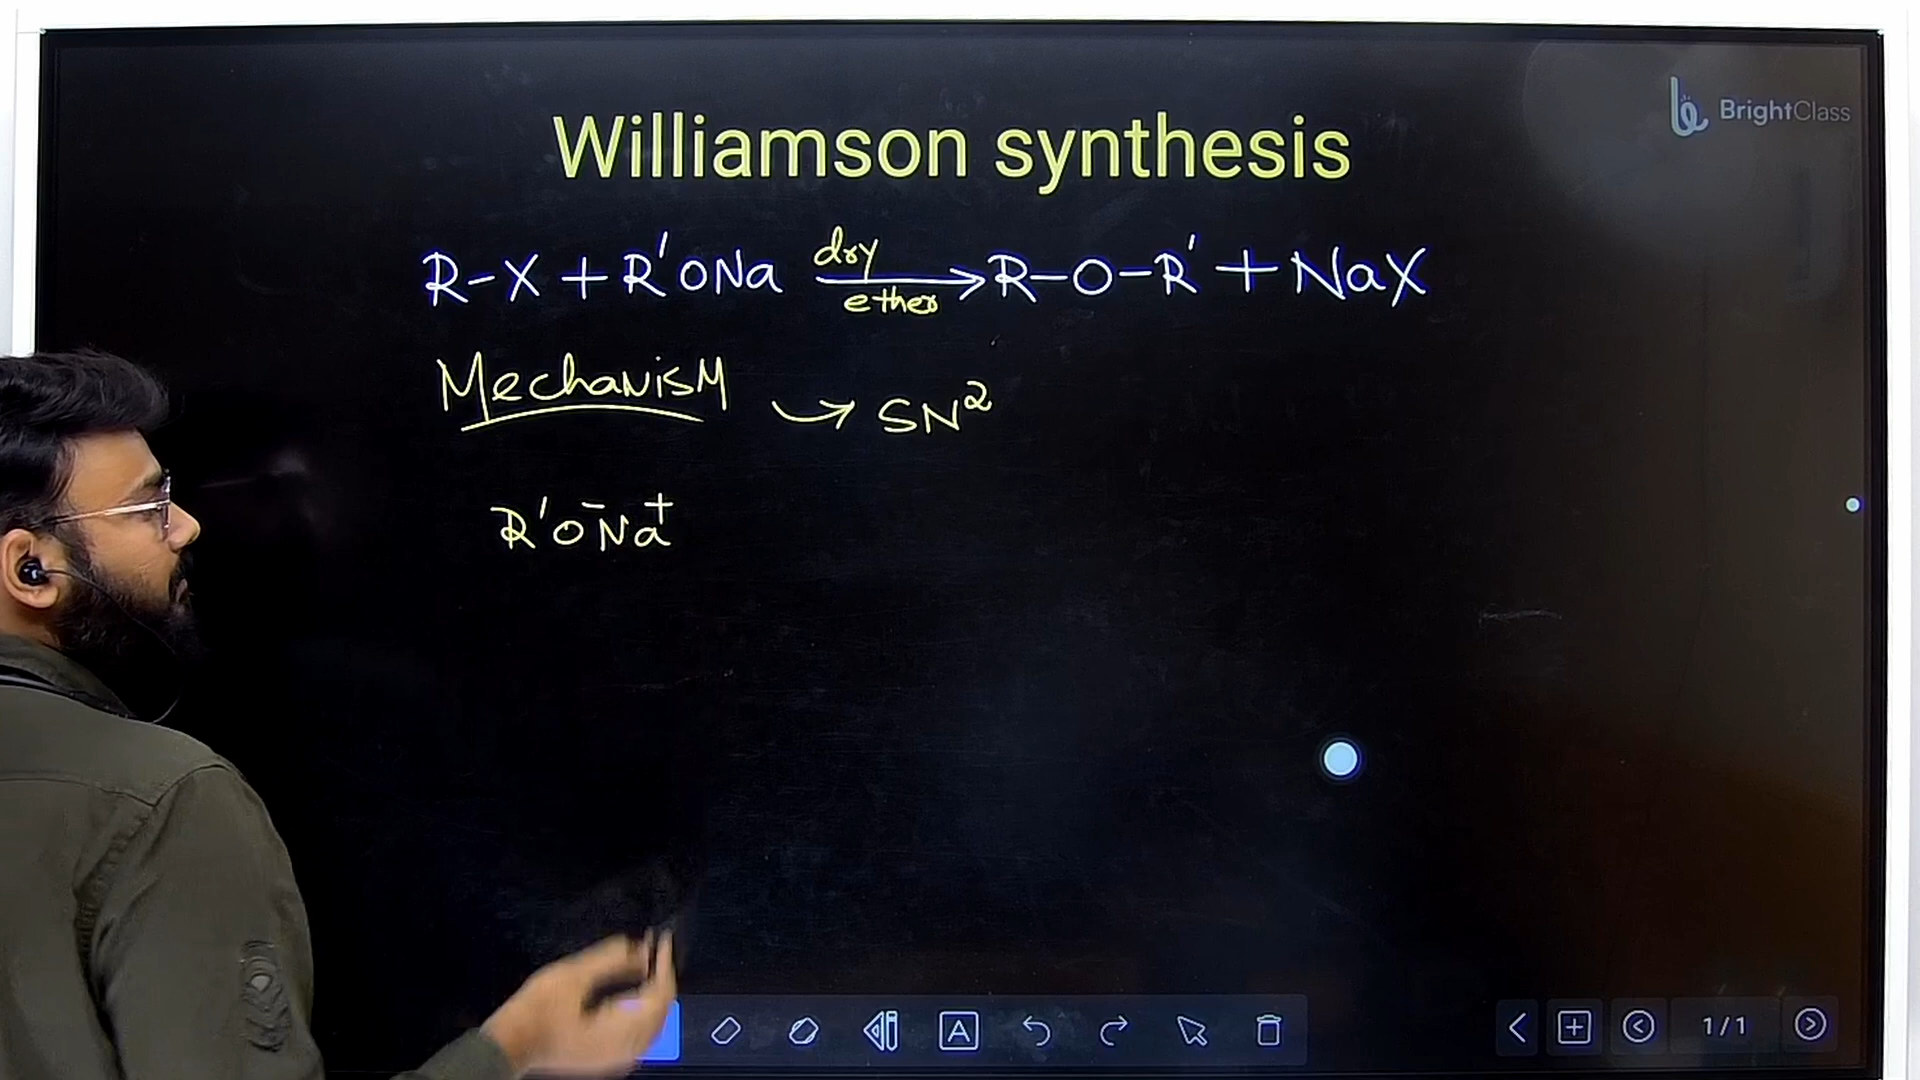 BrightClass
Williamson synthesis
R-X + R'ONa dry ether → R-O-R' + NaX
Mechanism → SN²
R'O⁻Na⁺
A
1/1